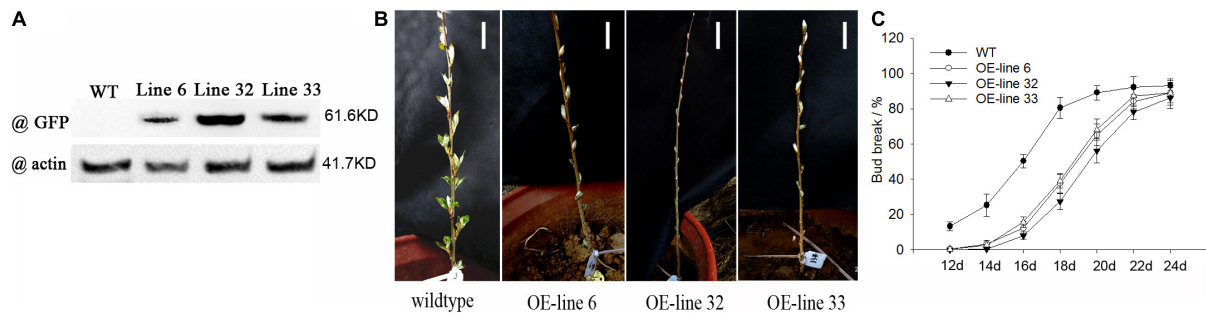 A
WT Line 6 Line 32 Line 33
@ GFP 61.6KD
@ actin 41.7KD
B
wildtype OE-line 6 OE-line 32 OE-line 33
C
120
100
80
60
40
20
0
Bud break / %
WT
OE-line 6
OE-line 32
OE-line 33
12d 14d 16d 18d 20d 22d 24d